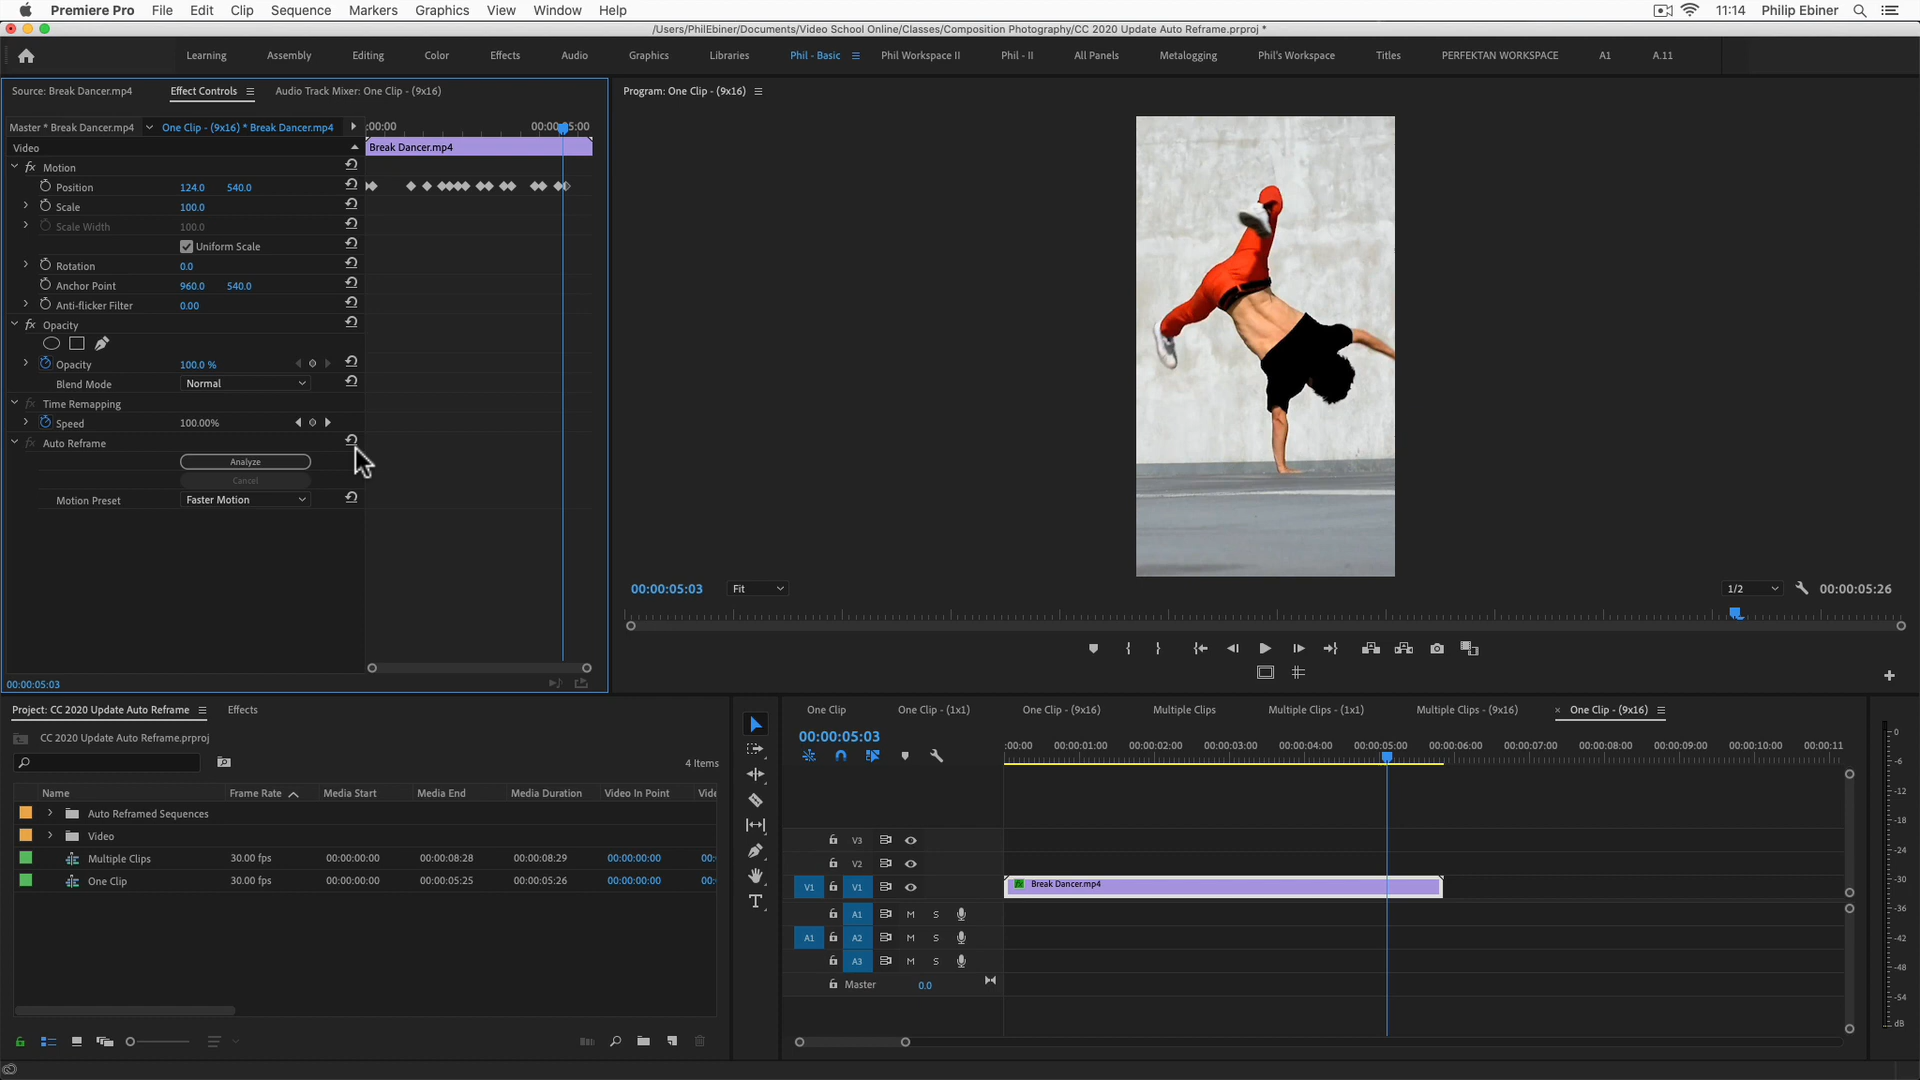 Premiere Pro File Edit Clip Sequence Markers Graphics View Window Help 11:14 Philip Ebiner
/Users/PhilEbiner/Documents/Video School Online/Classes/Composition Photography/CC 2020 Update Auto Reframe.prproj *
Learning Assembly Editing Color Effects Audio Graphics Libraries Phil - Basic Phil Workspace II Phil - II All Panels Metalogging Phil's Workspace Titles PERFEKTAN WORKSPACE A1 A.11
Source: Break Dancer.mp4 Effect Controls Audio Track Mixer: One Clip - (9x16) Program: One Clip - (9x16)
Master * Break Dancer.mp4 One Clip - (9x16) * Break Dancer.mp4 :00:00 00:00:05:00
Video Break Dancer.mp4
fx Motion
Position 124.0 540.0
Scale 100.0
Scale Width 100.0
Uniform Scale
Rotation 0.0
Anchor Point 960.0 540.0
Anti-flicker Filter 0.00
fx Opacity
Opacity 100.0 %
Blend Mode Normal
fx Time Remapping
Speed 100.00%
fx Auto Reframe
Analyze
Cancel
Motion Preset Faster Motion
00:00:05:03 Fit 1/2 00:00:05:26
00:00:05:03
Project: CC 2020 Update Auto Reframe Effects
CC 2020 Update Auto Reframe.prproj
4 Items
Name Frame Rate Media Start Media End Media Duration Video In Point Vide
Auto Reframed Sequences
Video
Multiple Clips 30.00 fps 00:00:00:00 00:00:08:28 00:00:08:29 00:00:00:00 00:
One Clip 30.00 fps 00:00:00:00 00:00:05:25 00:00:05:26 00:00:00:00 00:
One Clip One Clip - (1x1) One Clip - (9x16) Multiple Clips Multiple Clips - (1x1) Multiple Clips - (9x16) × One Clip - (9x16)
00:00:05:03
:00:00 00:00:01:00 00:00:02:00 00:00:03:00 00:00:04:00 00:00:05:00 00:00:06:00 00:00:07:00 00:00:08:00 00:00:09:00 00:00:10:00 00:00:11
V3
V2
V1 V1 fx Break Dancer.mp4
A1 M S
A1 A2 M S
A3 M S
Master 0.0
T
0
-6
-12
-18
-24
-30
-36
-42
-48
-54
dB